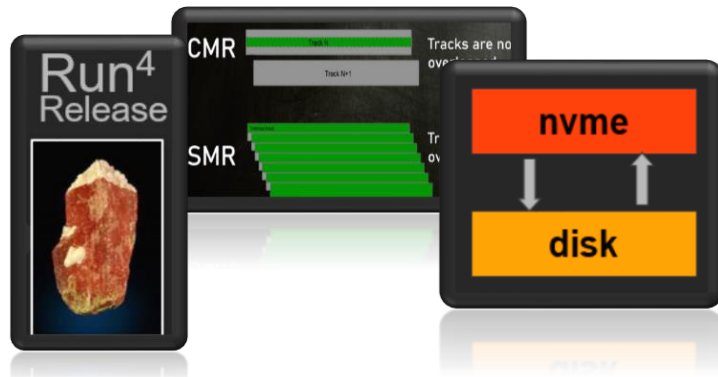 Run⁴
Release
CMR
Track N
Track N+1
Tracks are no
SMR
nvme
disk